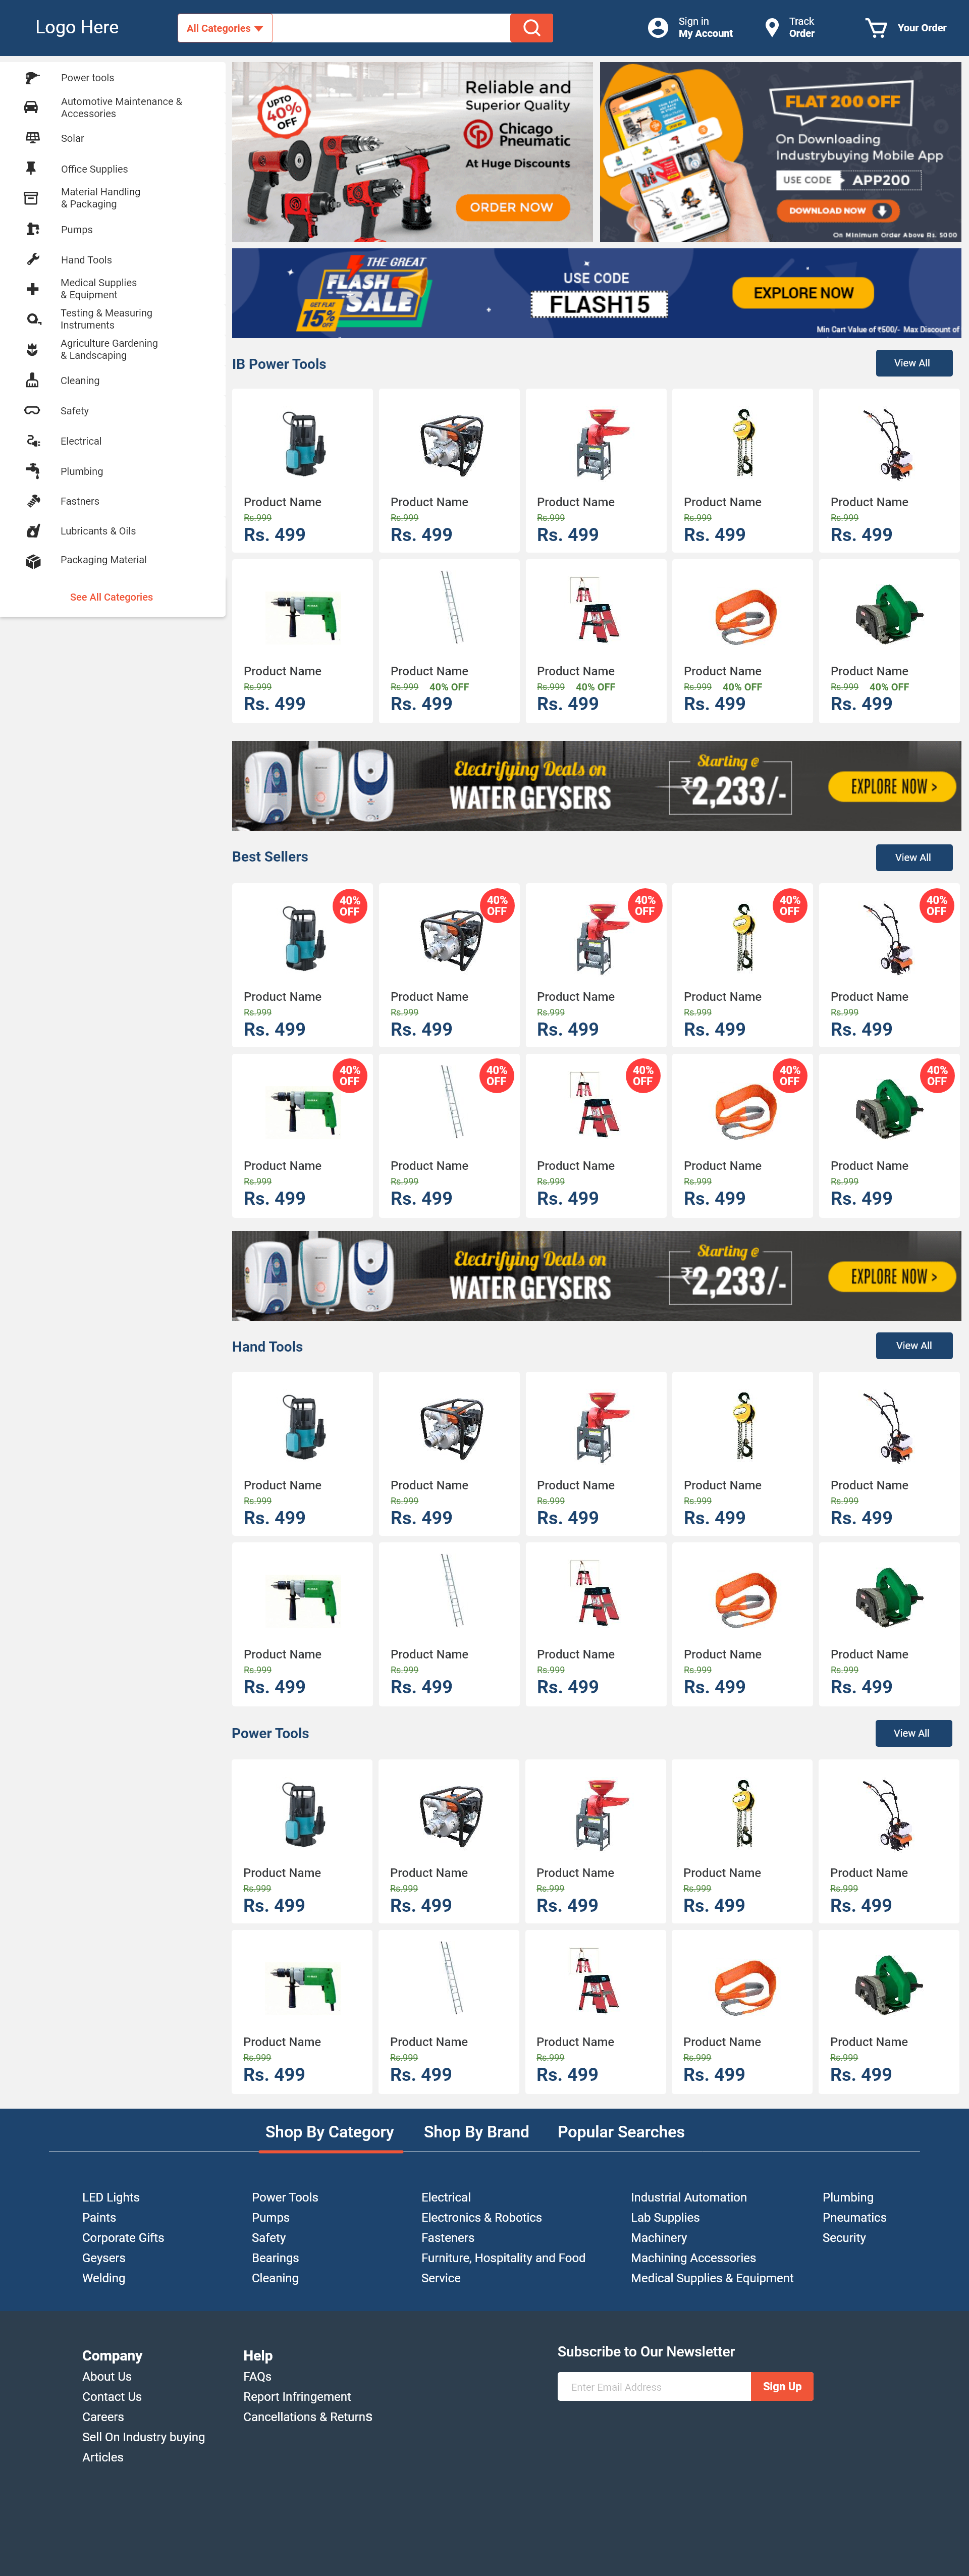 Logo Here
All Categories
Sign in
My Account
Track
Order
Your Order
Power tools
Automotive Maintenance &
Accessories
Solar
Office Supplies
Material Handling
& Packaging
Pumps
Hand Tools
Medical Supplies
& Equipment
Testing & Measuring
Instruments
Agriculture Gardening
& Landscaping
Cleaning
Safety
Electrical
Plumbing
Fastners
Lubricants & Oils
Packaging Material
See All Categories
UPTO
40%
OFF
Reliable and
Superior Quality
Chicago
Pneumatic
At Huge Discounts
ORDER NOW
FLAT 200 OFF
On Downloading
Industrybuying Mobile App
USE CODE APP200
DOWNLOAD NOW
On Minimum Order Above Rs. 5000
THE GREAT
FLASH
SALE
GET FLAT
15%
OFF
USE CODE
FLASH15
EXPLORE NOW
Min Cart Value of ₹500/- Max Discount of
IB Power Tools
View All
Product Name Product Name Product Name Product Name Product Name
Rs.999 Rs.999 Rs.999 Rs.999 Rs.999
Rs. 499 Rs. 499 Rs. 499 Rs. 499 Rs. 499
Product Name Product Name Product Name Product Name Product Name
Rs.999 Rs.999 40% OFF Rs.999 40% OFF Rs.999 40% OFF Rs.999 40% OFF
Rs. 499 Rs. 499 Rs. 499 Rs. 499 Rs. 499
Electrifying Deals on
WATER GEYSERS
Starting @
₹2,233/-
EXPLORE NOW >
Best Sellers
View All
40% 40% 40% 40% 40%
OFF OFF OFF OFF OFF
Product Name Product Name Product Name Product Name Product Name
Rs.999 Rs.999 Rs.999 Rs.999 Rs.999
Rs. 499 Rs. 499 Rs. 499 Rs. 499 Rs. 499
40% 40% 40% 40% 40%
OFF OFF OFF OFF OFF
Product Name Product Name Product Name Product Name Product Name
Rs.999 Rs.999 Rs.999 Rs.999 Rs.999
Rs. 499 Rs. 499 Rs. 499 Rs. 499 Rs. 499
Electrifying Deals on
WATER GEYSERS
Starting @
₹2,233/-
EXPLORE NOW >
Hand Tools
View All
Product Name Product Name Product Name Product Name Product Name
Rs.999 Rs.999 Rs.999 Rs.999 Rs.999
Rs. 499 Rs. 499 Rs. 499 Rs. 499 Rs. 499
Product Name Product Name Product Name Product Name Product Name
Rs.999 Rs.999 Rs.999 Rs.999 Rs.999
Rs. 499 Rs. 499 Rs. 499 Rs. 499 Rs. 499
Power Tools
View All
Product Name Product Name Product Name Product Name Product Name
Rs.999 Rs.999 Rs.999 Rs.999 Rs.999
Rs. 499 Rs. 499 Rs. 499 Rs. 499 Rs. 499
Product Name Product Name Product Name Product Name Product Name
Rs.999 Rs.999 Rs.999 Rs.999 Rs.999
Rs. 499 Rs. 499 Rs. 499 Rs. 499 Rs. 499
Shop By Category Shop By Brand Popular Searches
LED Lights
Paints
Corporate Gifts
Geysers
Welding
Power Tools
Pumps
Safety
Bearings
Cleaning
Electrical
Electronics & Robotics
Fasteners
Furniture, Hospitality and Food
Service
Industrial Automation
Lab Supplies
Machinery
Machining Accessories
Medical Supplies & Equipment
Plumbing
Pneumatics
Security
Company
About Us
Contact Us
Careers
Sell On Industry buying
Articles
Help
FAQs
Report Infringement
Cancellations & Returns
Subscribe to Our Newsletter
Enter Email Address
Sign Up